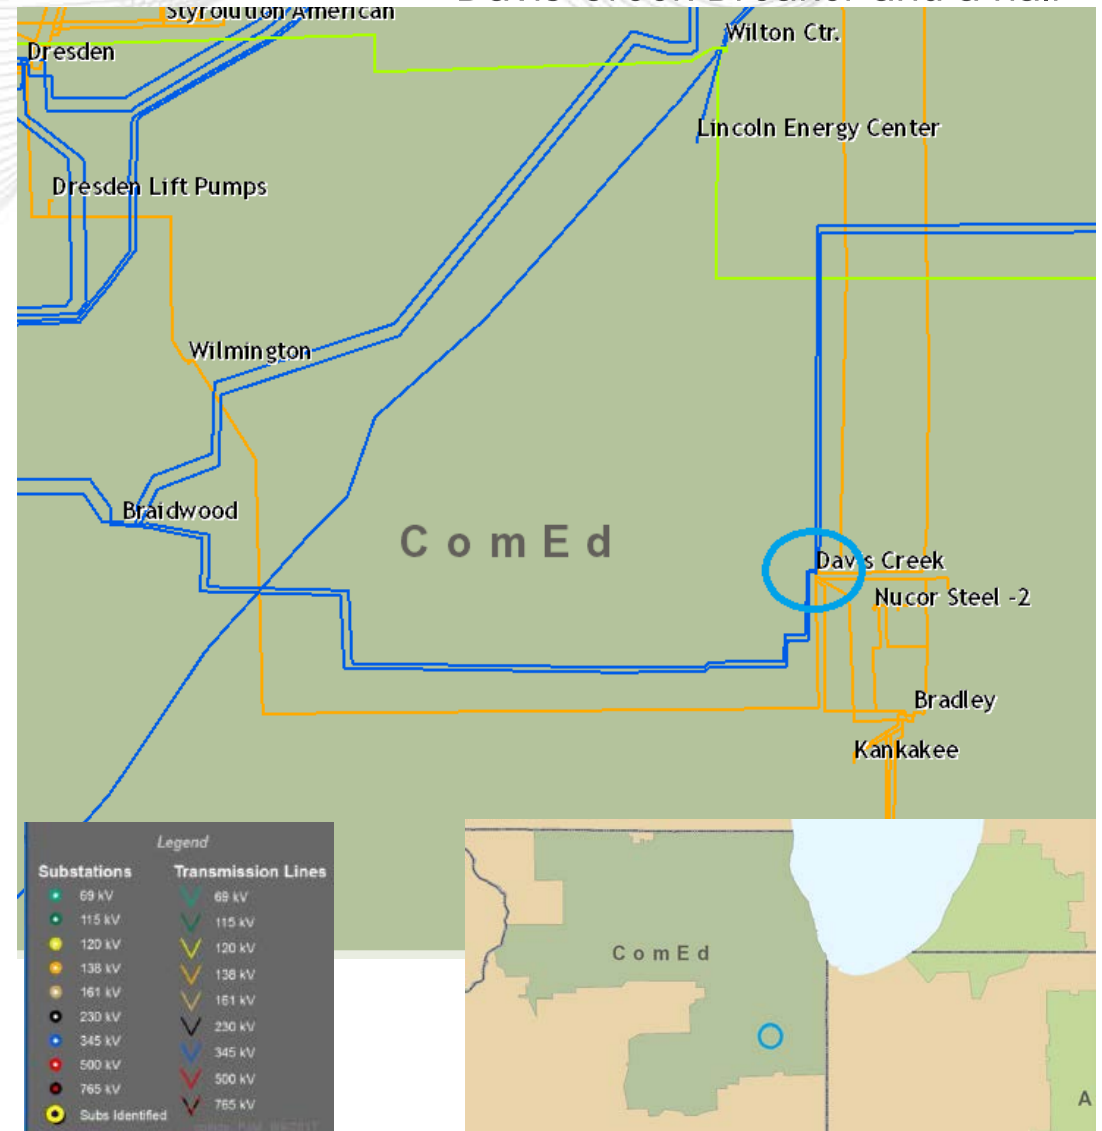 Styrolution American
Wilton Ctr.
Dresden
Lincoln Energy Center
Dresden Lift Pumps
Wilmington
Braidwood
ComEd
Davis Creek
Nucor Steel -2
Bradley
Kankakee
Legend
Substations
69 kV
115 kV
120 kV
138 kV
161 kV
230 kV
345 kV
500 kV
765 kV
Subs Identified
Transmission Lines
69 kV
115 kV
120 kV
138 kV
161 kV
230 kV
345 kV
500 kV
765 kV
ComEd
A